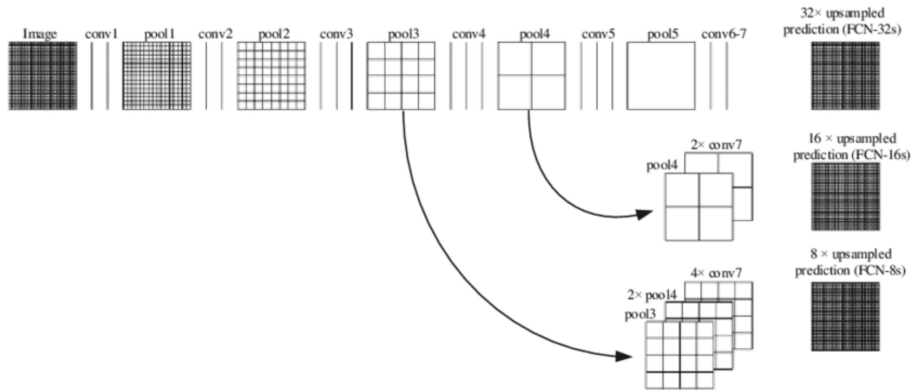 Image conv1 pool1 conv2 pool2 conv3 pool3 conv4 pool4 conv5 pool5 conv6-7
32× upsampled
prediction (FCN-32s)
16 × upsampled
prediction (FCN-16s)
2× conv7
pool4
8 × upsampled
prediction (FCN-8s)
4× conv7
2× pool4
pool3